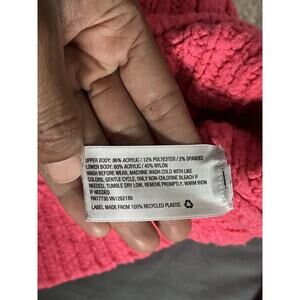 UPPER BODY: 86% ACRYLIC / 12% POLYESTER / 2% SPANDEX
LOWER BODY: 60% ACRYLIC / 40% NYLON
WASH BEFORE WEAR, MACHINE WASH COLD WITH LIKE
COLORS, GENTLE CYCLE, ONLY NON-CHLORINE BLEACH IF
NEEDED, TUMBLE DRY LOW, REMOVE PROMPTLY, WARM IRON
IF NEEDED
RN17730 VN1262180
LABEL MADE FROM 100% RECYCLED PLASTIC